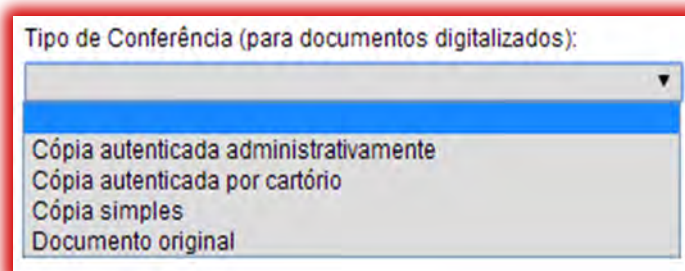 Tipo de Conferência (para documentos digitalizados):
Cópia autenticada administrativamente
Cópia autenticada por cartório
Cópia simples
Documento original